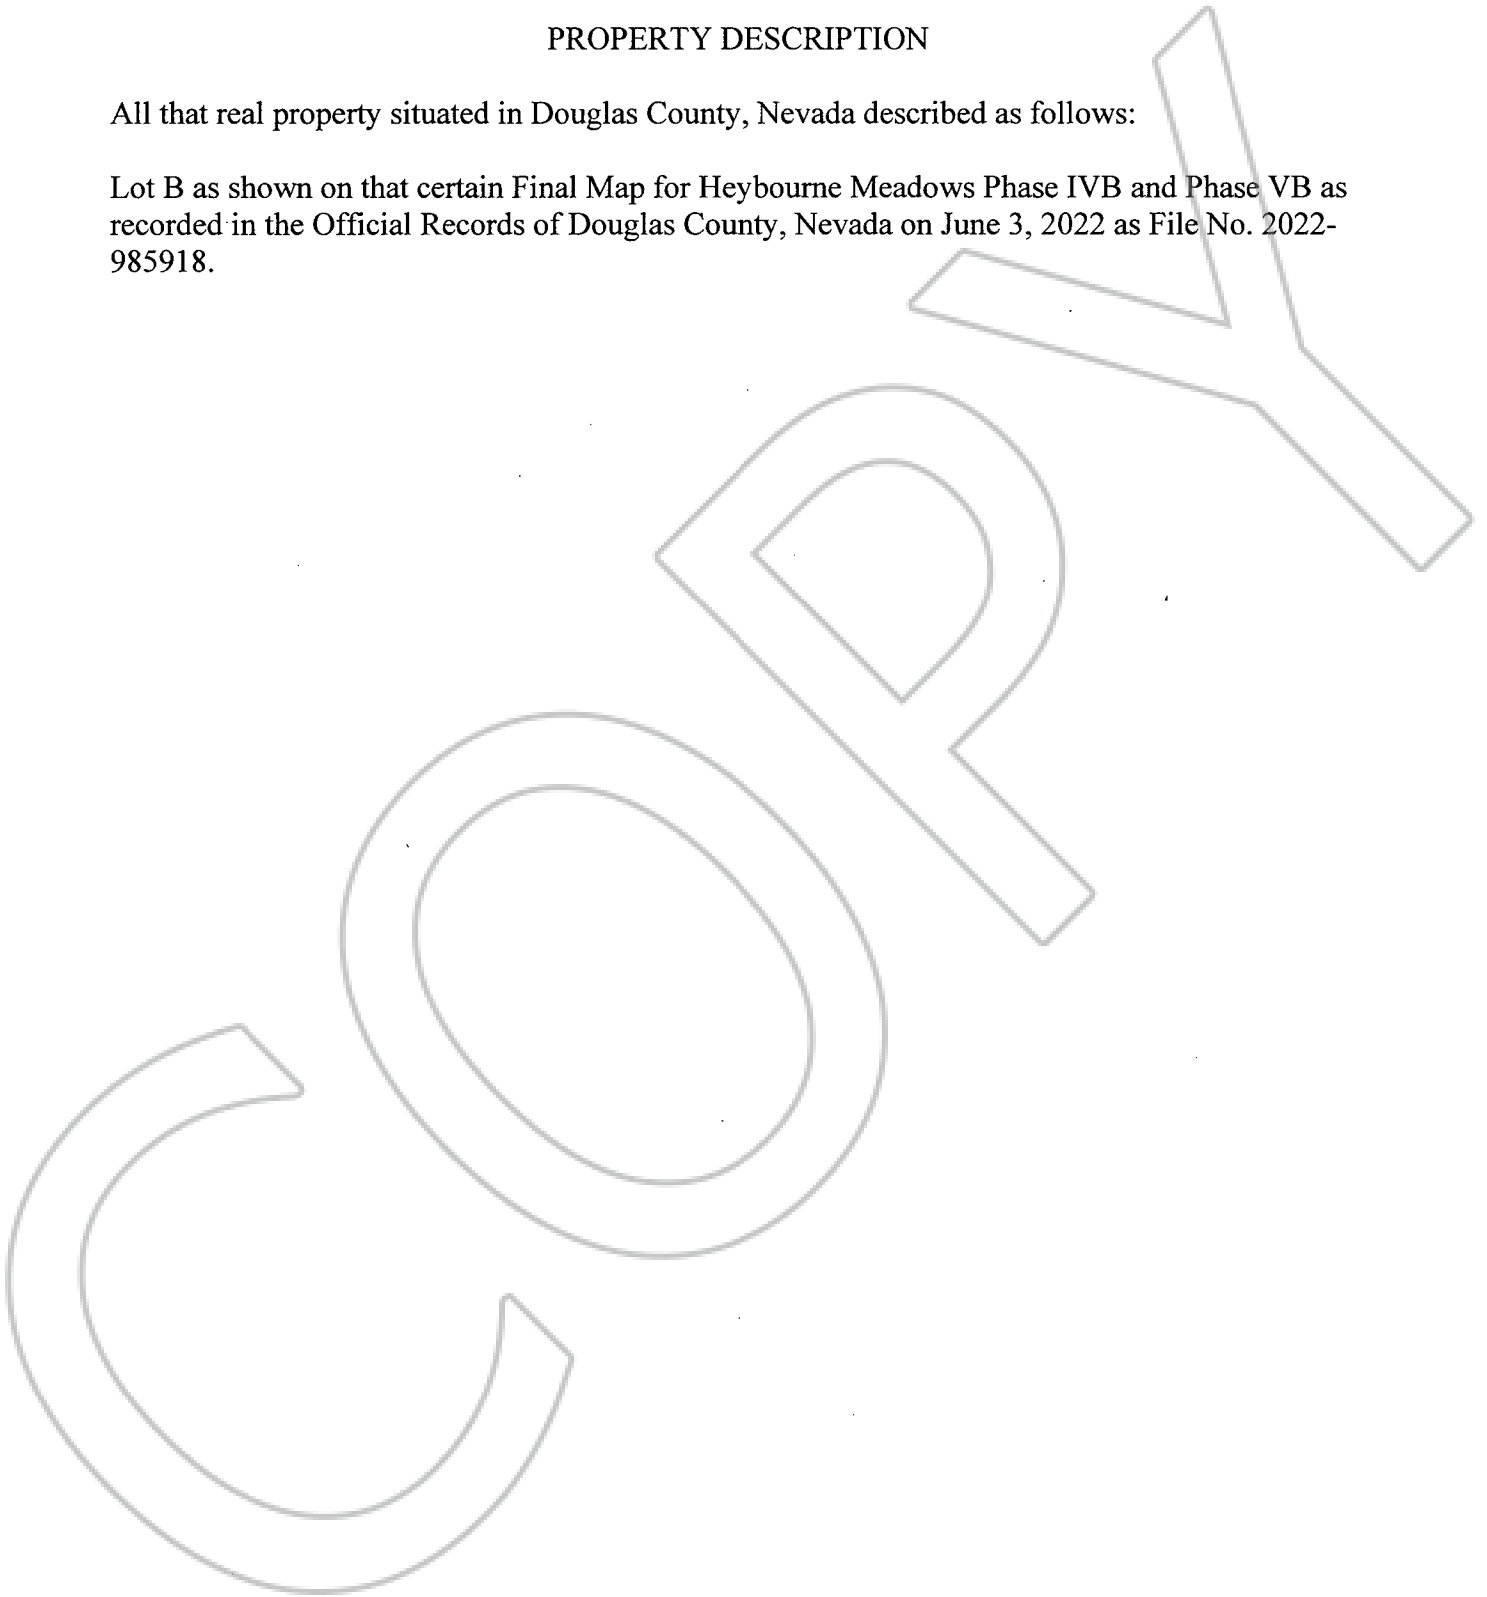 PROPERTY DESCRIPTION
All that real property situated in Douglas County, Nevada described as follows:
Lot B as shown on that certain Final Map for Heybourne Meadows Phase IVB and Phase VB as
recorded in the Official Records of Douglas County, Nevada on June 3, 2022 as File No. 2022-
985918.
COPY